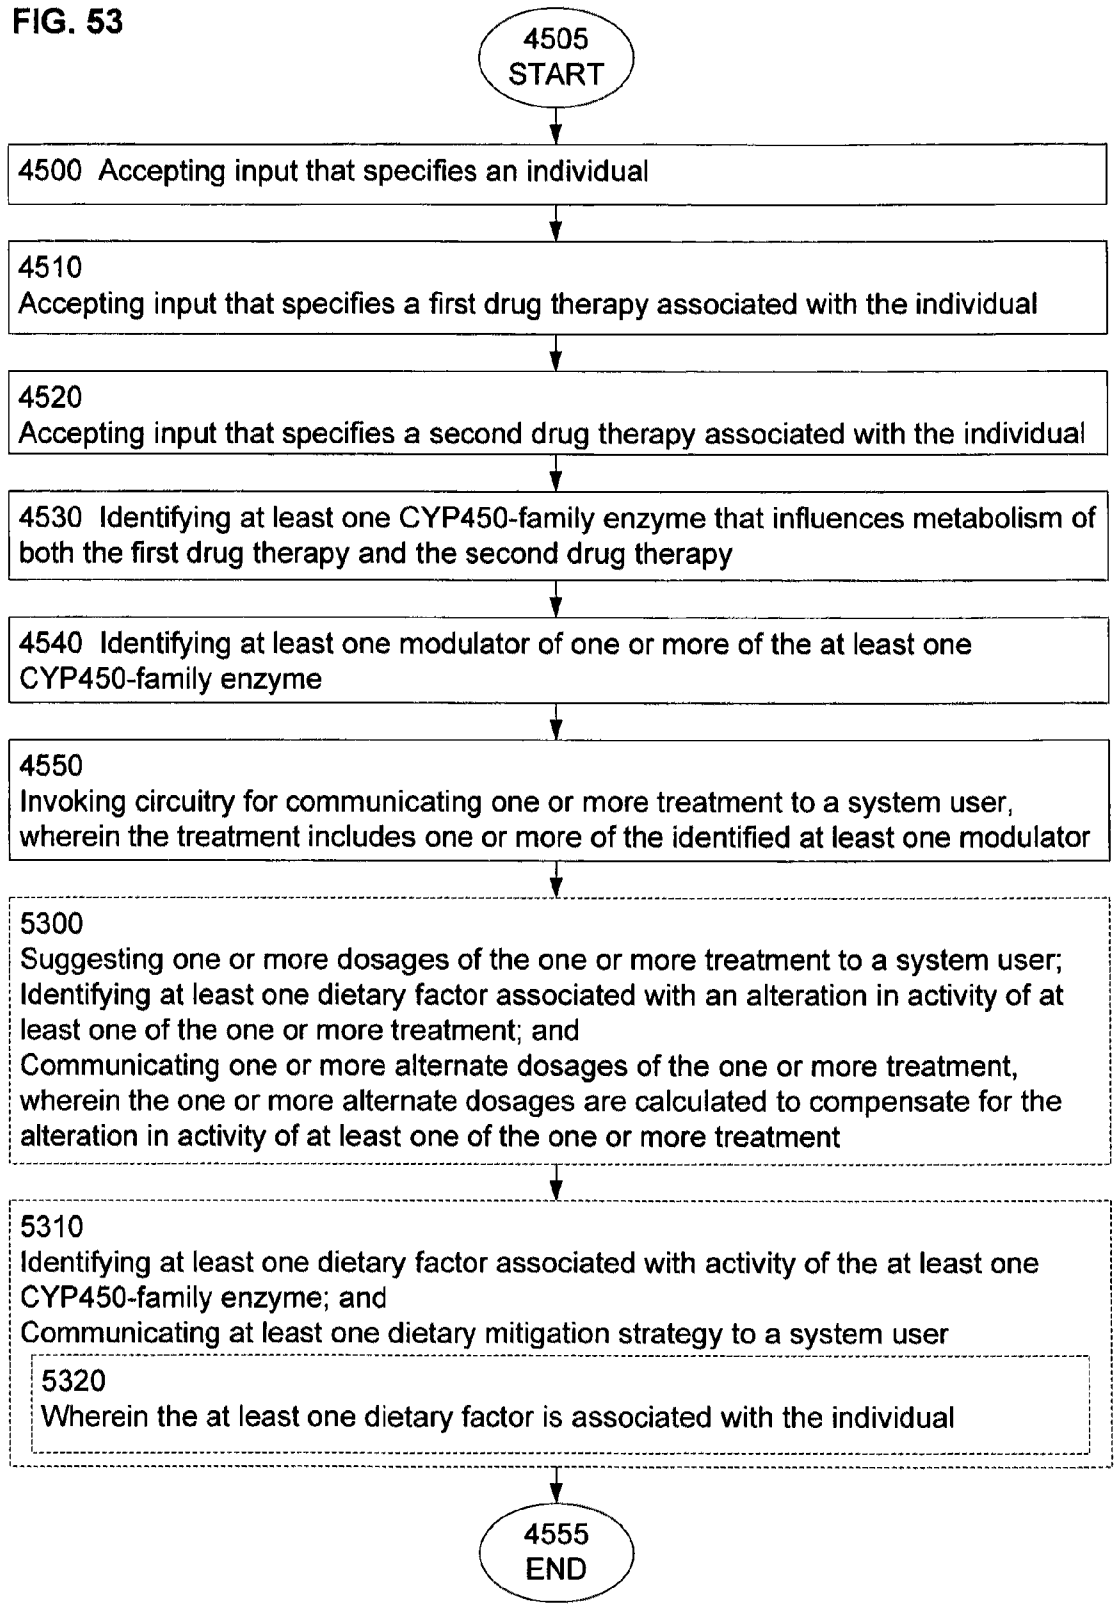 FIG. 53
4505
START
4500 Accepting input that specifies an individual
4510
Accepting input that specifies a first drug therapy associated with the individual
4520
Accepting input that specifies a second drug therapy associated with the individual
4530 Identifying at least one CYP450-family enzyme that influences metabolism of
both the first drug therapy and the second drug therapy
4540 Identifying at least one modulator of one or more of the at least one
CYP450-family enzyme
4550
Invoking circuitry for communicating one or more treatment to a system user,
wherein the treatment includes one or more of the identified at least one modulator
5300
Suggesting one or more dosages of the one or more treatment to a system user;
Identifying at least one dietary factor associated with an alteration in activity of at
least one of the one or more treatment; and
Communicating one or more alternate dosages of the one or more treatment,
wherein the one or more alternate dosages are calculated to compensate for the
alteration in activity of at least one of the one or more treatment
5310
Identifying at least one dietary factor associated with activity of the at least one
CYP450-family enzyme; and
Communicating at least one dietary mitigation strategy to a system user
5320
Wherein the at least one dietary factor is associated with the individual
4555
END